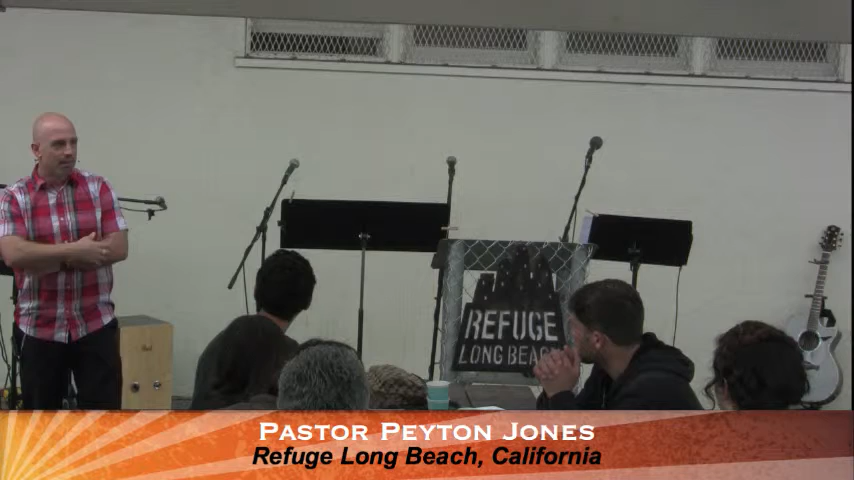 REFUGE
LONG BEACH
Pastor Peyton Jones
Refuge Long Beach, California